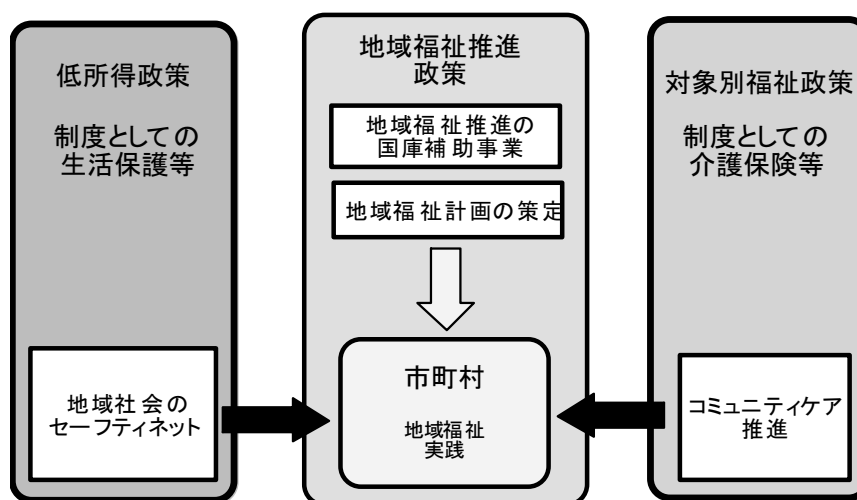 低所得政策
制度としての
生活保護等
地域社会の
セーフティネット
地域福祉推進
政策
地域福祉推進の
国庫補助事業
地域福祉計画の策定
市町村
地域福祉
実践
対象別福祉政策
制度としての
介護保険等
コミュニティケア
推進